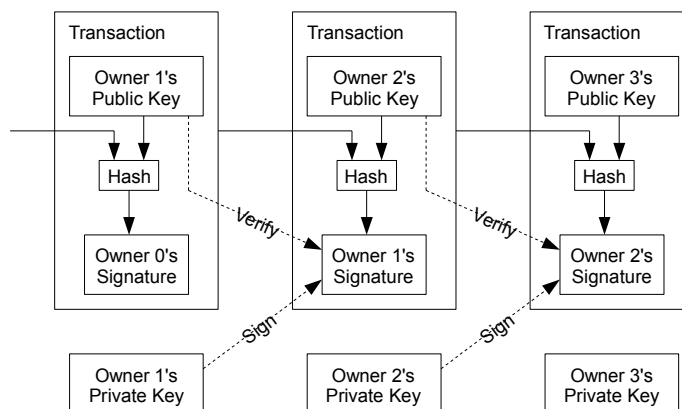 Transaction
Owner 1's
Public Key
Hash
Owner 0's
Signature
Transaction
Owner 2's
Public Key
Hash
Verify
Owner 1's
Signature
Transaction
Owner 3's
Public Key
Hash
Verify
Owner 2's
Signature
Sign
Sign
Owner 1's
Private Key
Owner 2's
Private Key
Owner 3's
Private Key